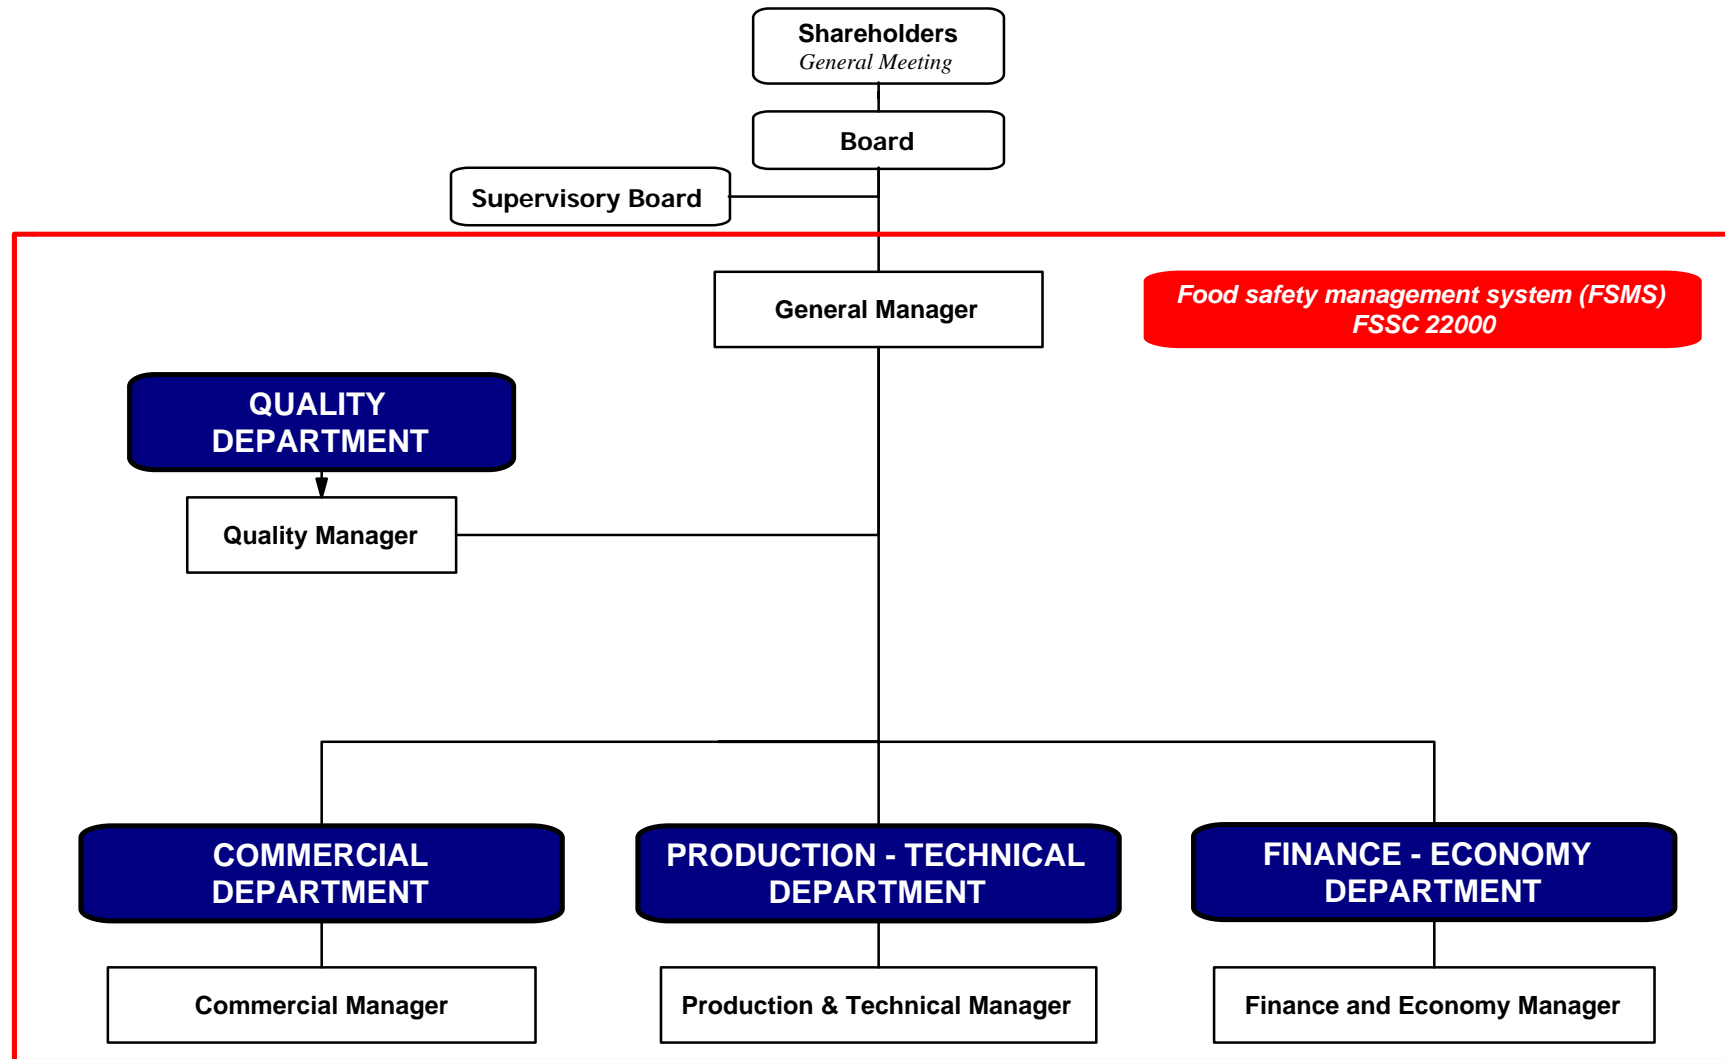 Shareholders
General Meeting
Board
Supervisory Board
General Manager
Food safety management system (FSMS)
FSSC 22000
QUALITY
DEPARTMENT
Quality Manager
COMMERCIAL
DEPARTMENT
PRODUCTION - TECHNICAL
DEPARTMENT
FINANCE - ECONOMY
DEPARTMENT
Commercial Manager
Production & Technical Manager
Finance and Economy Manager